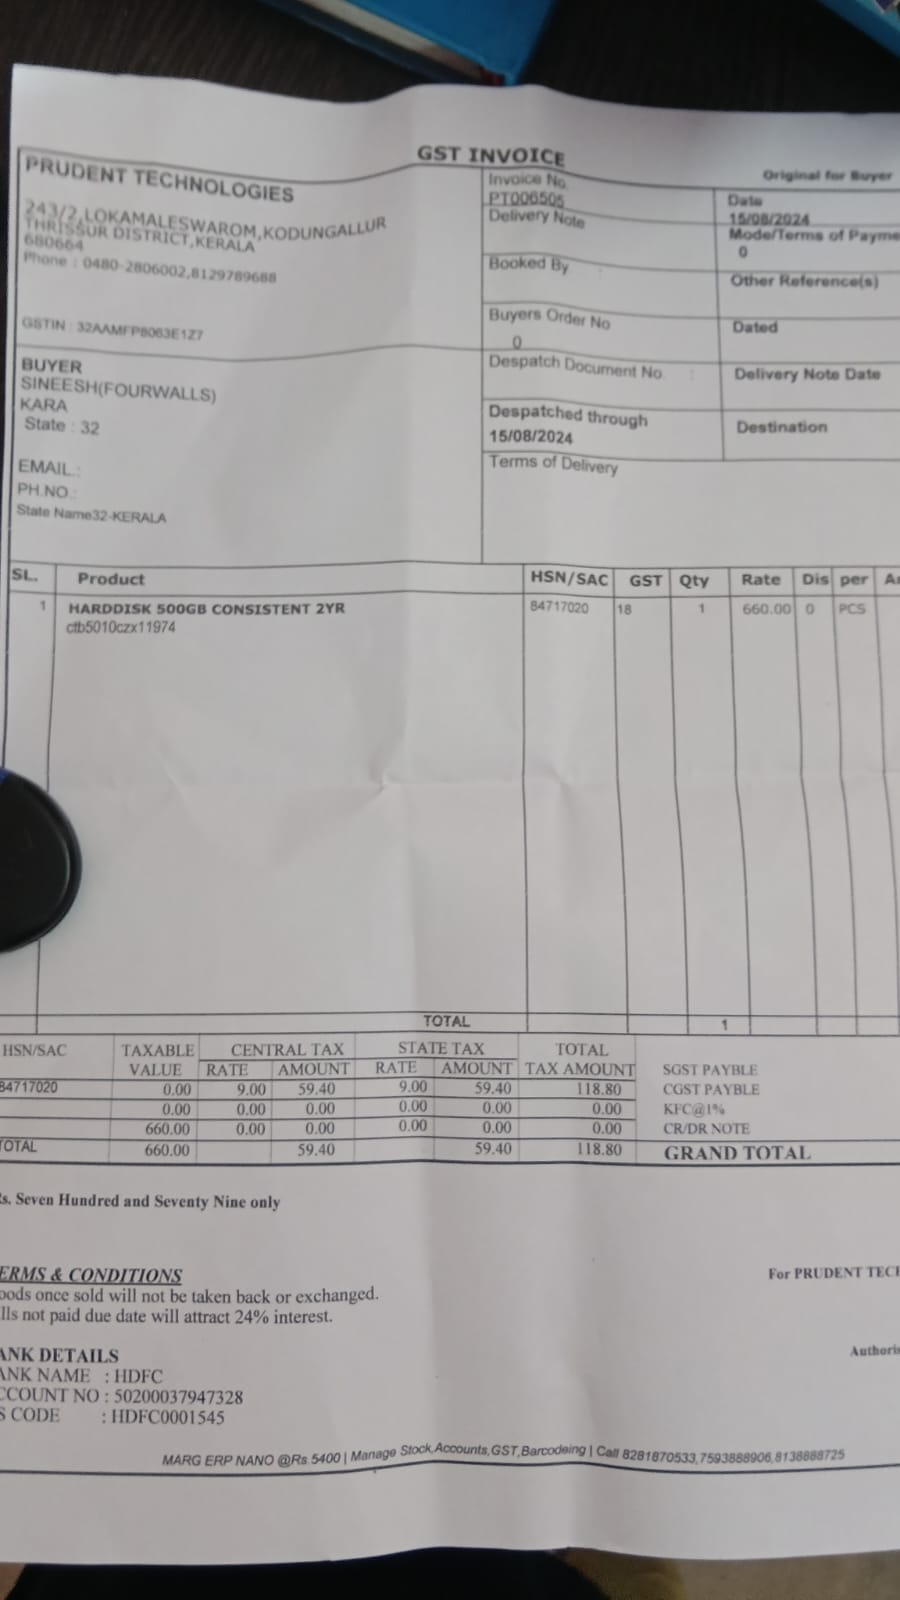 GST INVOICE
Original for Buyer
PRUDENT TECHNOLOGIES
243/2,LOKAMALESWAROM,KODUNGALLUR
THRISSUR DISTRICT,KERALA
680664
Phone : 0480-2806002,8129789688
GSTIN : 32AAMFP8063E1Z7
Invoice No.
PT006505
Date
15/08/2024
Delivery Note
Mode/Terms of Payme
0
Booked By
Other Reference(s)
Buyers Order No
0
Dated
Despatch Document No. :
Delivery Note Date
Despatched through
15/08/2024
Destination
Terms of Delivery
BUYER
SINEESH(FOURWALLS)
KARA
State : 32
EMAIL.:
PH.NO.:
State Name32-KERALA
SL. Product HSN/SAC GST Qty Rate Dis per A
1 HARDDISK 500GB CONSISTENT 2YR 84717020 18 1 660.00 0 PCS
ctb5010czx11974
TOTAL 1
HSN/SAC TAXABLE VALUE CENTRAL TAX STATE TAX TOTAL TAX AMOUNT
RATE AMOUNT RATE AMOUNT
84717020 0.00 9.00 59.40 9.00 59.40 118.80
0.00 0.00 0.00 0.00 0.00 0.00
660.00 0.00 0.00 0.00 0.00 0.00
TOTAL 660.00 59.40 59.40 118.80
SGST PAYBLE
CGST PAYBLE
KFC@1%
CR/DR NOTE
GRAND TOTAL
s. Seven Hundred and Seventy Nine only
ERMS & CONDITIONS
oods once sold will not be taken back or exchanged.
lls not paid due date will attract 24% interest.
For PRUDENT TECH
Authoris
ANK DETAILS
ANK NAME : HDFC
CCOUNT NO : 50200037947328
S CODE : HDFC0001545
MARG ERP NANO @Rs.5400 | Manage Stock,Accounts,GST,Barcodeing | Call 8281870533,7593888906,8138888725